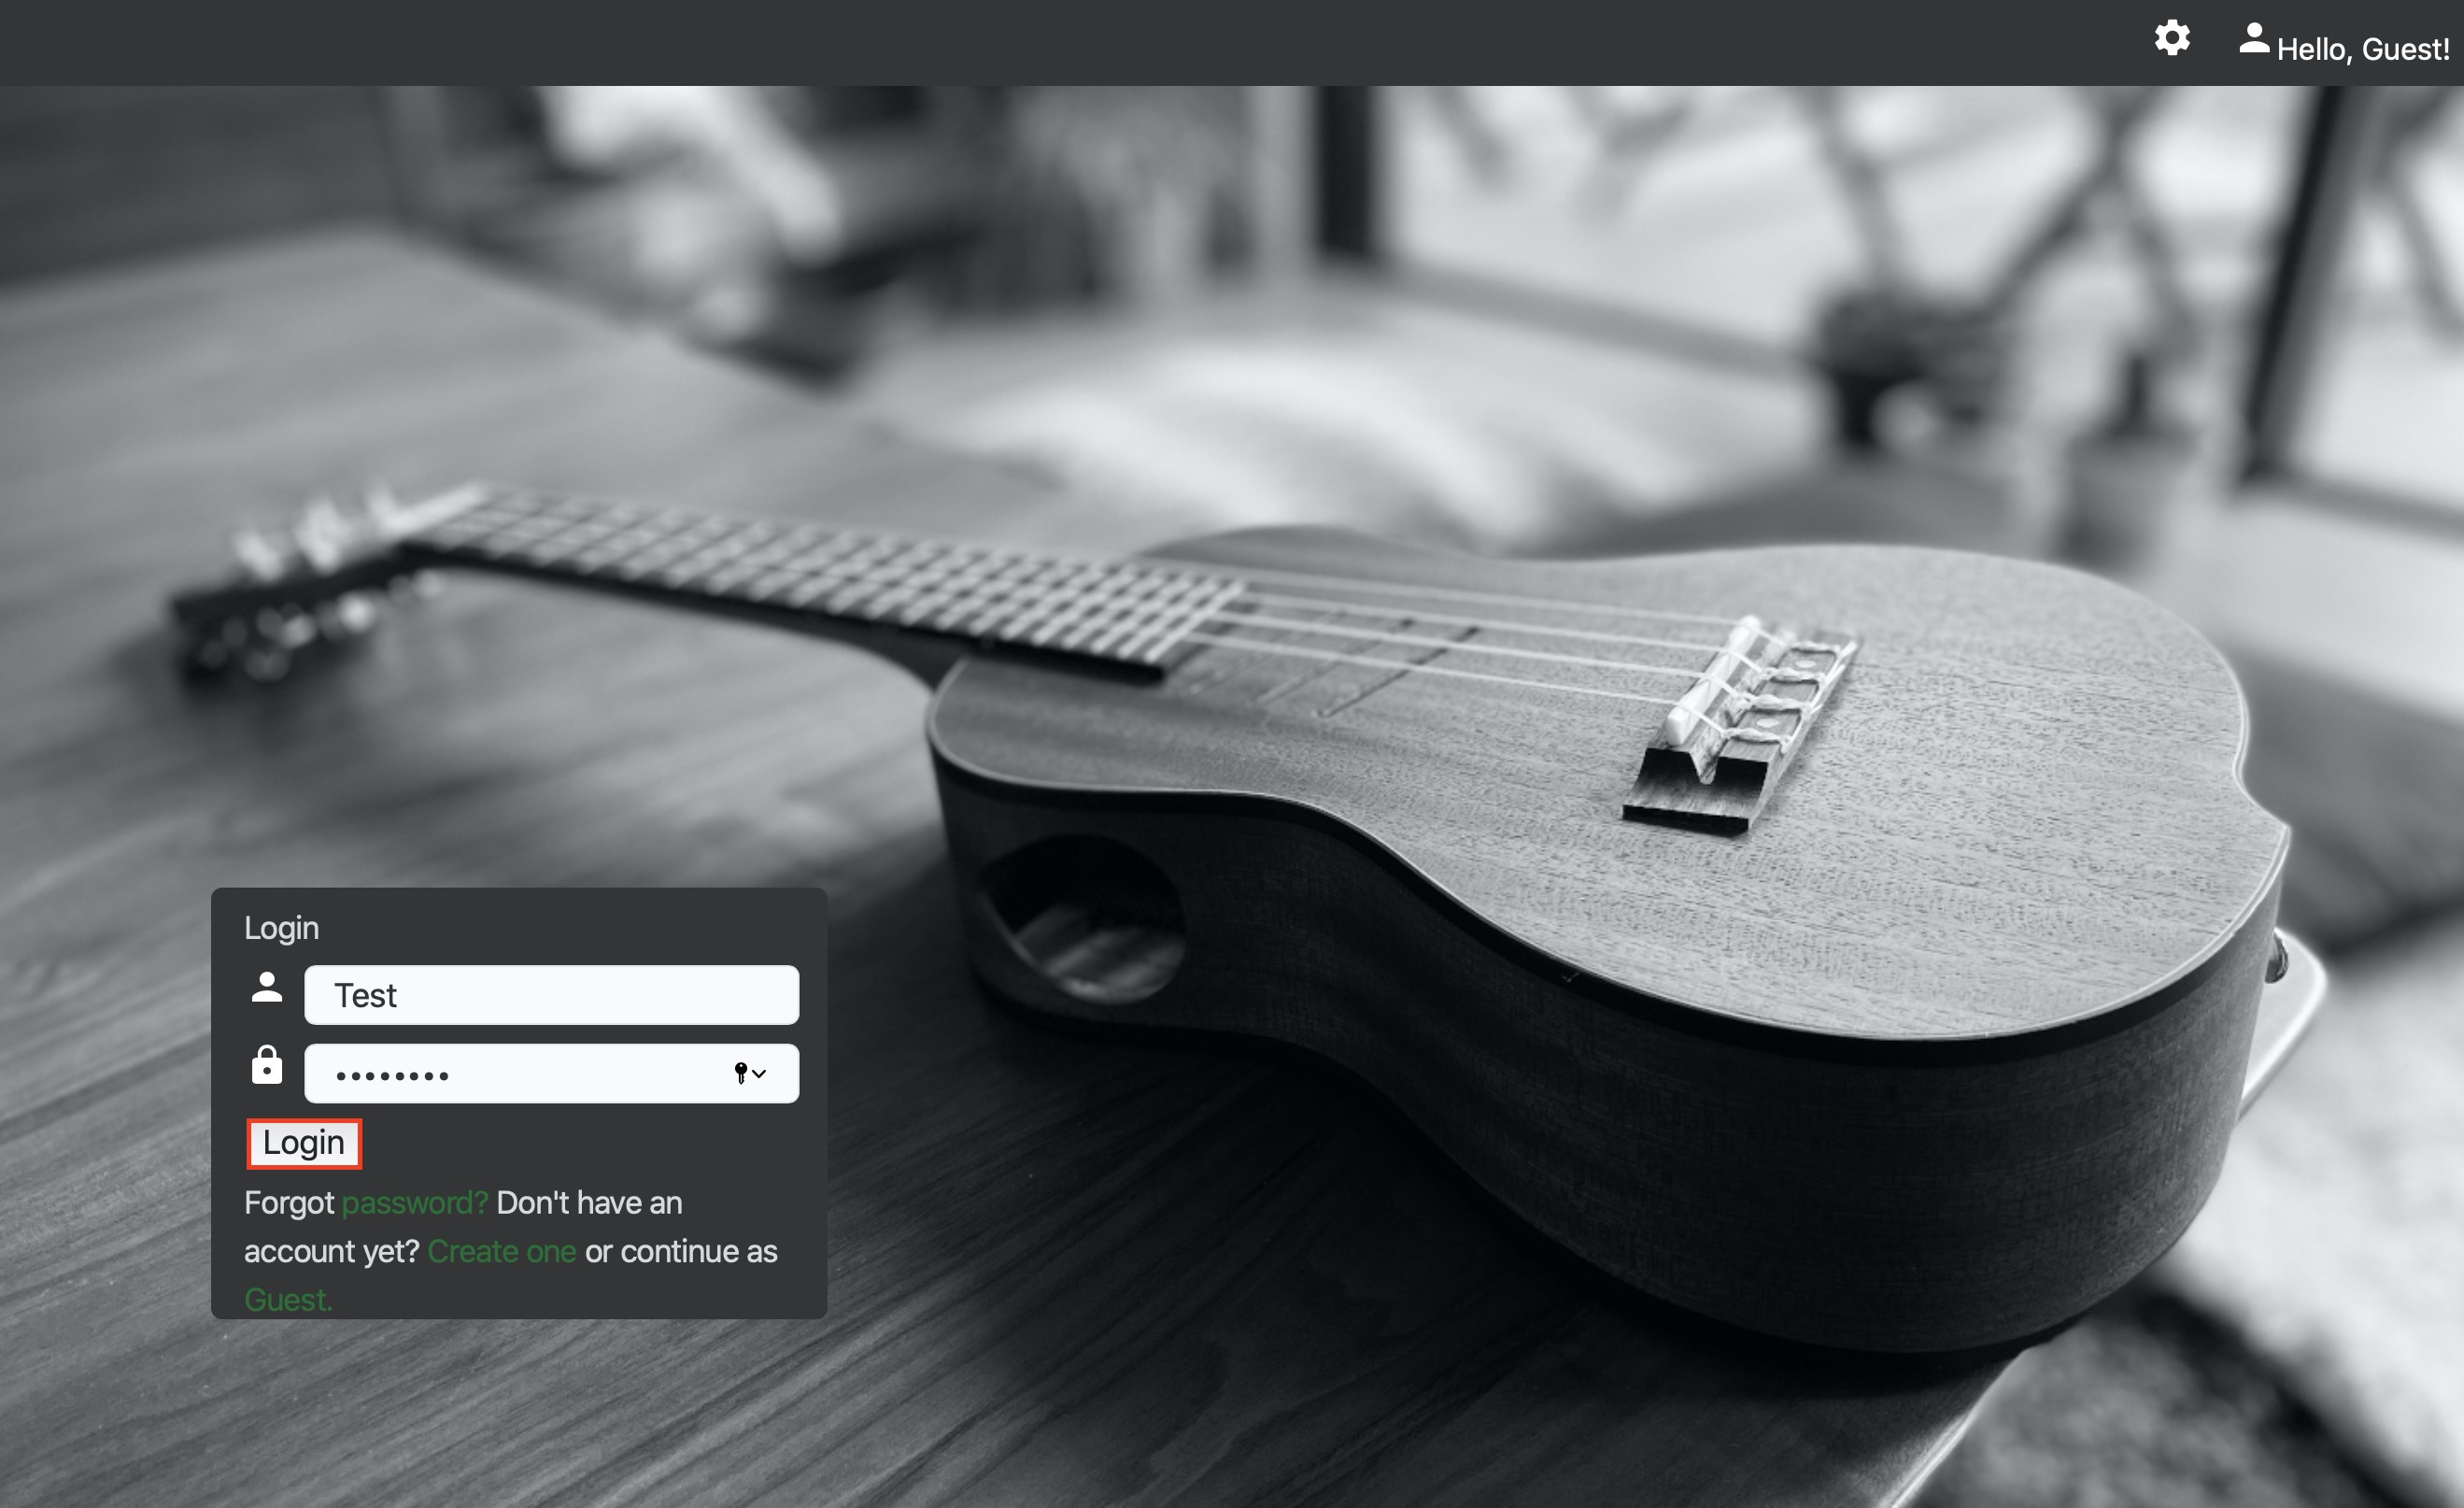 Hello, Guest!
Login
Test
••••••••
Login
Forgot password? Don't have an
account yet? Create one or continue as
Guest.